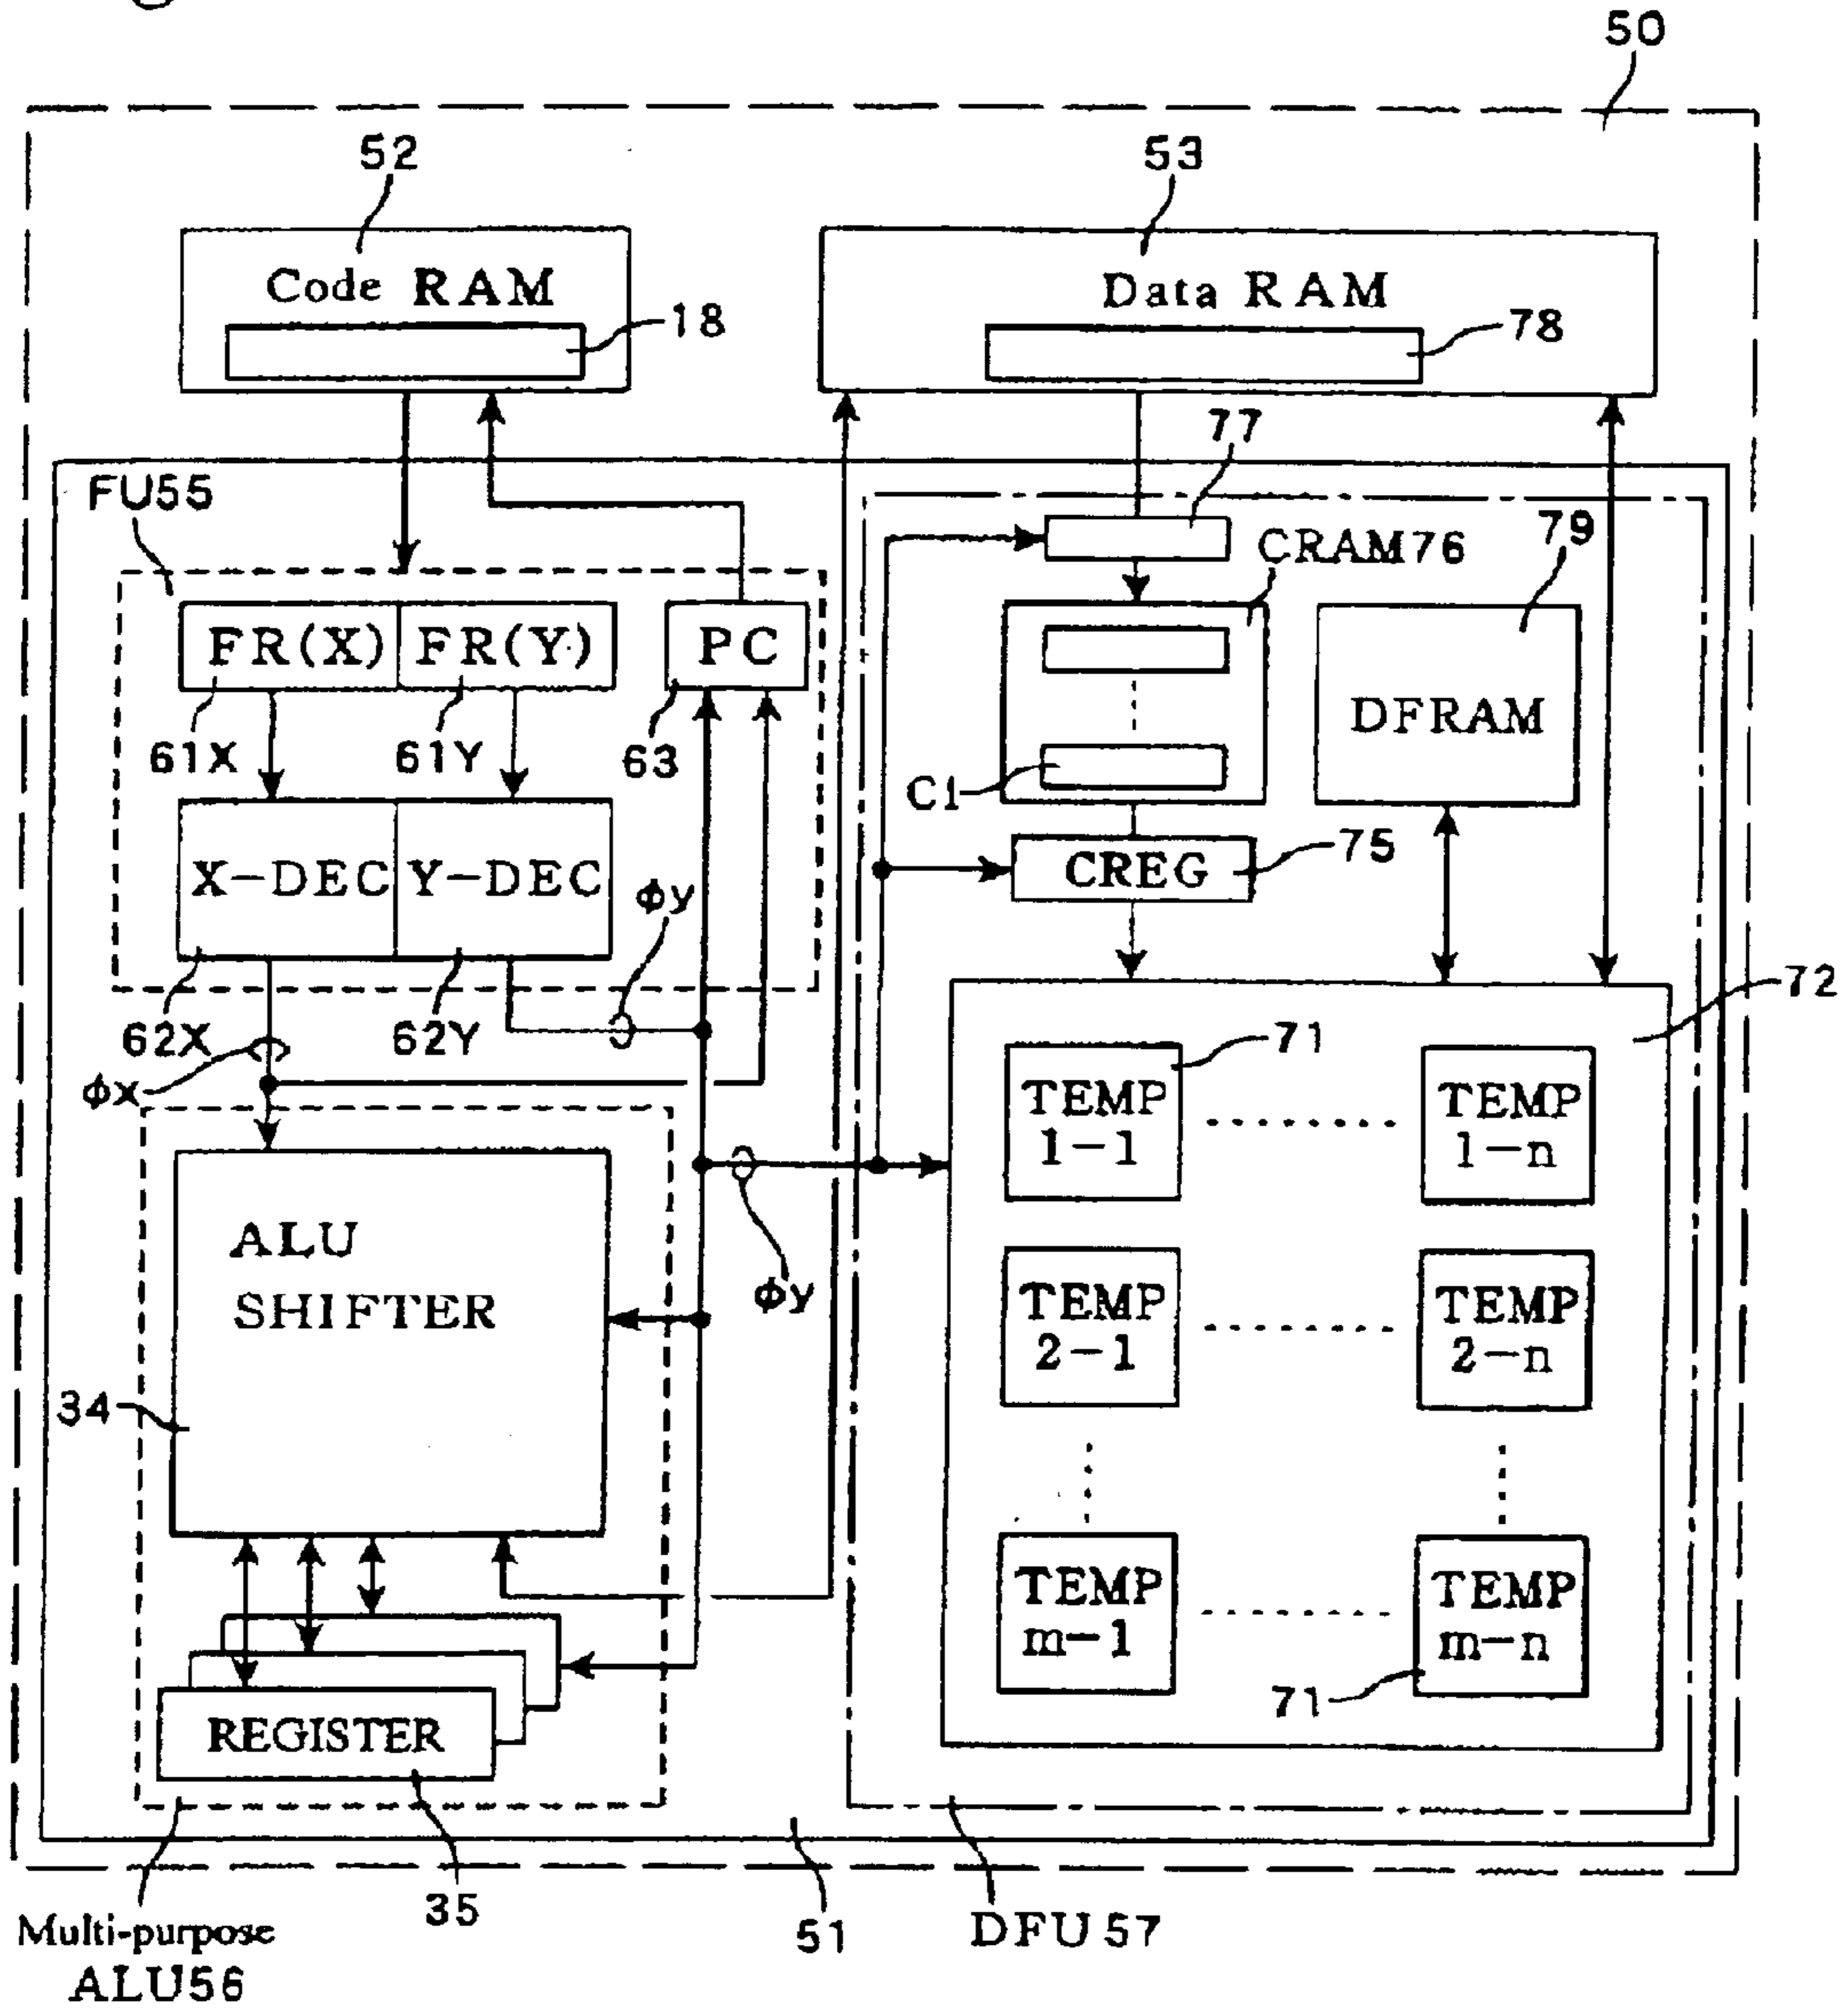 50
52
53
Code RAM
Data RAM
18
78
77
FU55
79
CRAM76
FR(X) FR(Y)
PC
DFRAM
61X
61Y
63
C1
75
X-DEC Y-DEC
CREG
φy
72
62X
62Y
φx
71
TEMP
1-1
TEMP
1-n
ALU
SHIFTER
φy
TEMP
2-1
TEMP
2-n
34
TEMP
m-1
TEMP
m-n
71
REGISTER
35
51
DFU57
Multi-purpose
ALU56